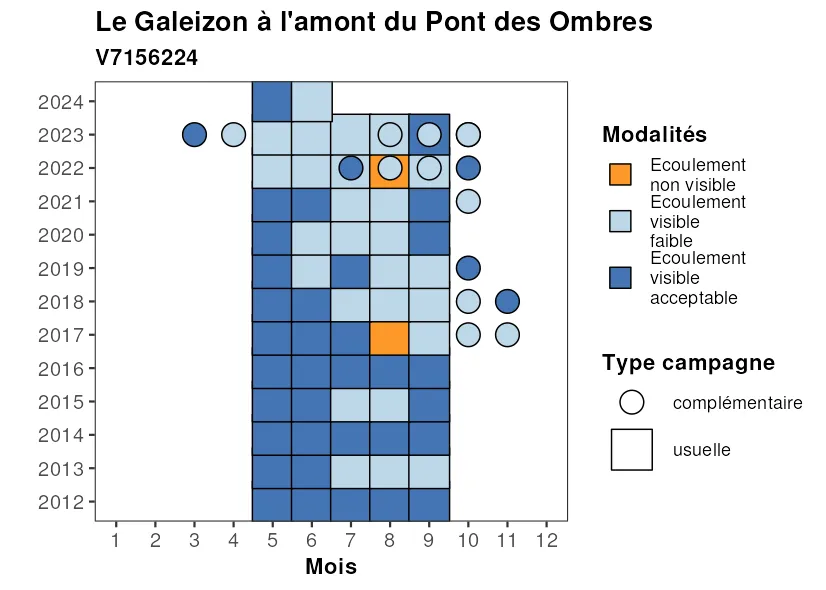 Le Galeizon à l'amont du Pont des Ombres
V7156224
2024
2023
2022
2021
2020
2019
2018
2017
2016
2015
2014
2013
2012
1 2 3 4 5 6 7 8 9 10 11 12
Mois
Modalités
Ecoulement
non visible
Ecoulement
visible
faible
Ecoulement
visible
acceptable
Type campagne
complémentaire
usuelle